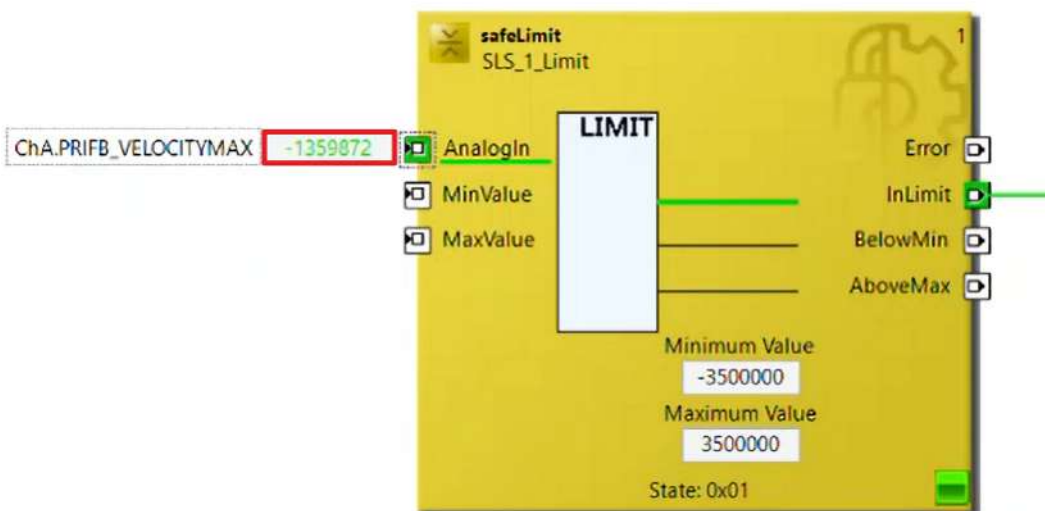 safeLimit 1
SLS_1_Limit
LIMIT
ChA.PRIFB_VELOCITYMAX -1359872 AnalogIn Error
MinValue InLimit
MaxValue BelowMin
AboveMax
Minimum Value
-3500000
Maximum Value
3500000
State: 0x01